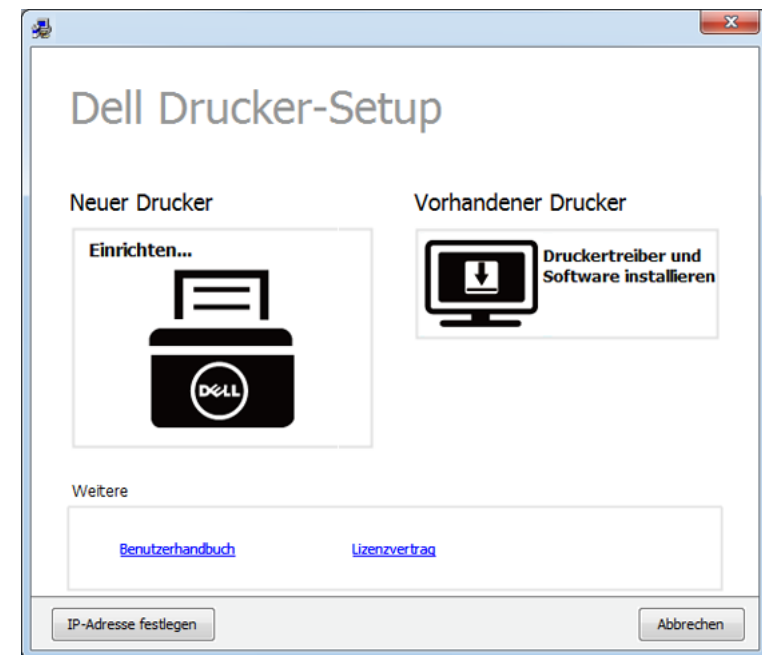 Dell Drucker-Setup
Neuer Drucker
Vorhandener Drucker
Einrichten...
DELL
Druckertreiber und
Software installieren
Weitere
Benutzerhandbuch
Lizenzvertrag
IP-Adresse festlegen
Abbrechen